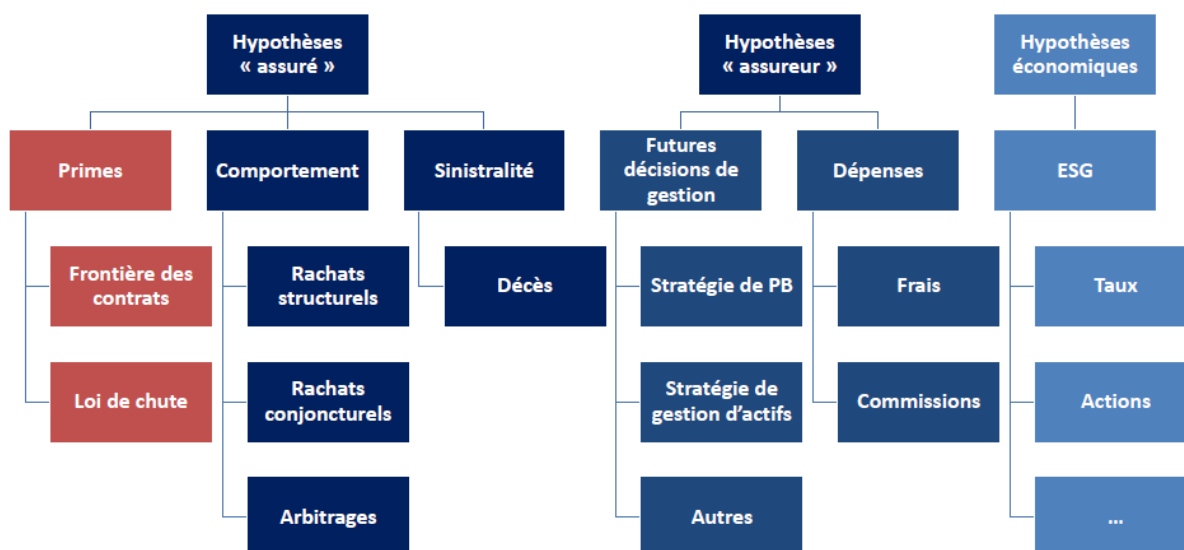 Hypothèses
« assuré »
Hypothèses
« assureur »
Hypothèses
économiques
Primes
Comportement
Sinistralité
Futures
décisions de
gestion
Dépenses
ESG
Frontière des
contrats
Rachats
structurels
Décès
Stratégie de PB
Frais
Taux
Loi de chute
Rachats
conjoncturels
Stratégie de
gestion d'actifs
Commissions
Actions
Arbitrages
Autres
...